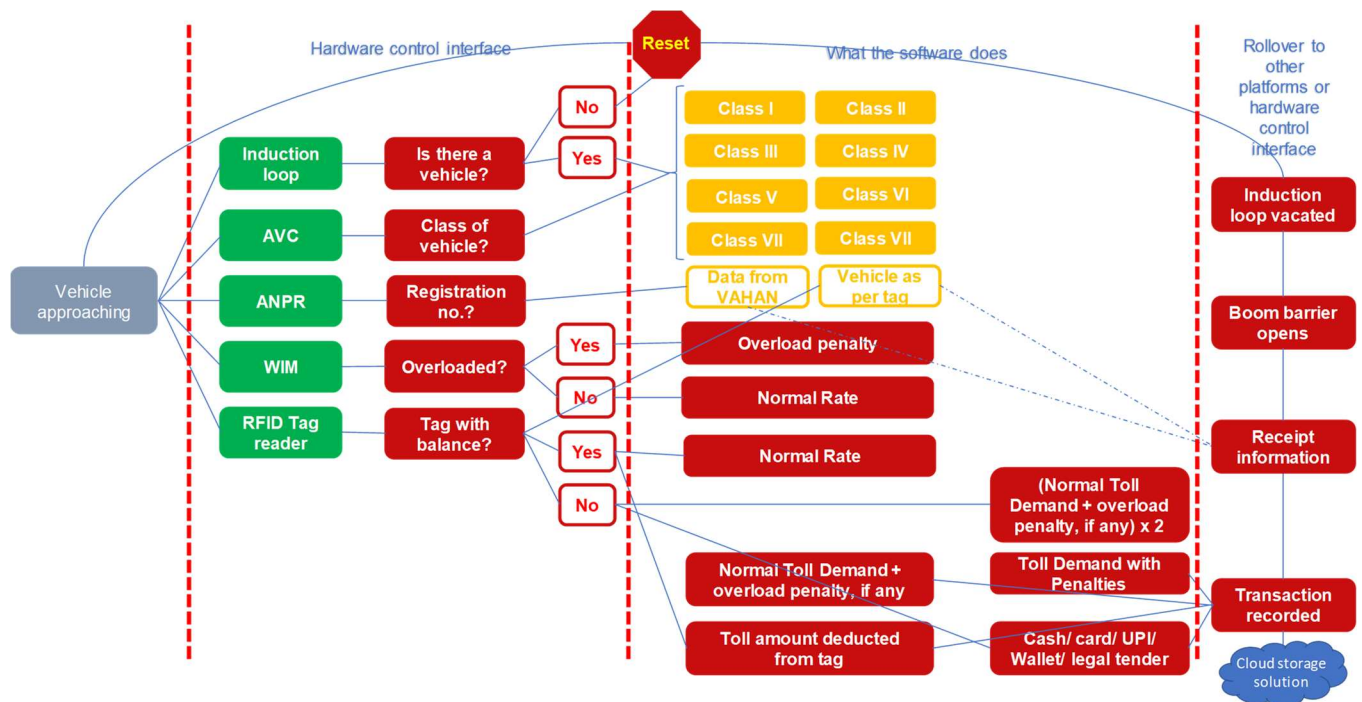 Hardware control interface
Reset
What the software does
Rollover to
other
platforms or
hardware
control
interface
Vehicle
approaching
Induction
loop
Is there a
vehicle?
No
Yes
Class I
Class II
Class III
Class IV
Class V
Class VI
Class VII
Class VII
AVC
Class of
vehicle?
ANPR
Registration
no.?
Data from
VAHAN
Vehicle as
per tag
WIM
Overloaded?
Yes
Overload penalty
No
Normal Rate
RFID Tag
reader
Tag with
balance?
Yes
Normal Rate
No
(Normal Toll
Demand + overload
penalty, if any) x 2
Normal Toll Demand +
overload penalty, if any
Toll Demand with
Penalties
Toll amount deducted
from tag
Cash/ card/ UPI/
Wallet/ legal tender
Induction
loop vacated
Boom barrier
opens
Receipt
information
Transaction
recorded
Cloud storage
solution